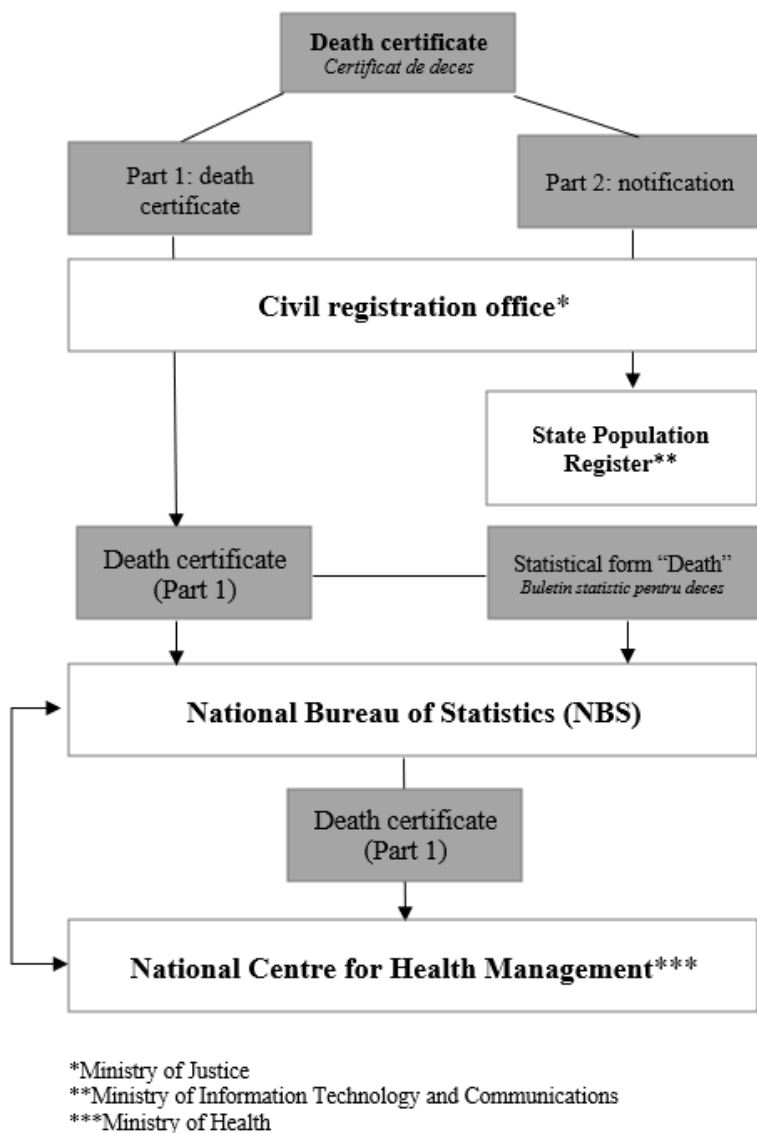 Death certificate
Certificat de deces
Part 1: death
certificate
Part 2: notification
Civil registration office*
State Population
Register**
Death certificate
(Part 1)
Statistical form “Death”
Buletin statistic pentru deces
National Bureau of Statistics (NBS)
Death certificate
(Part 1)
National Centre for Health Management***
*Ministry of Justice
**Ministry of Information Technology and Communications
***Ministry of Health